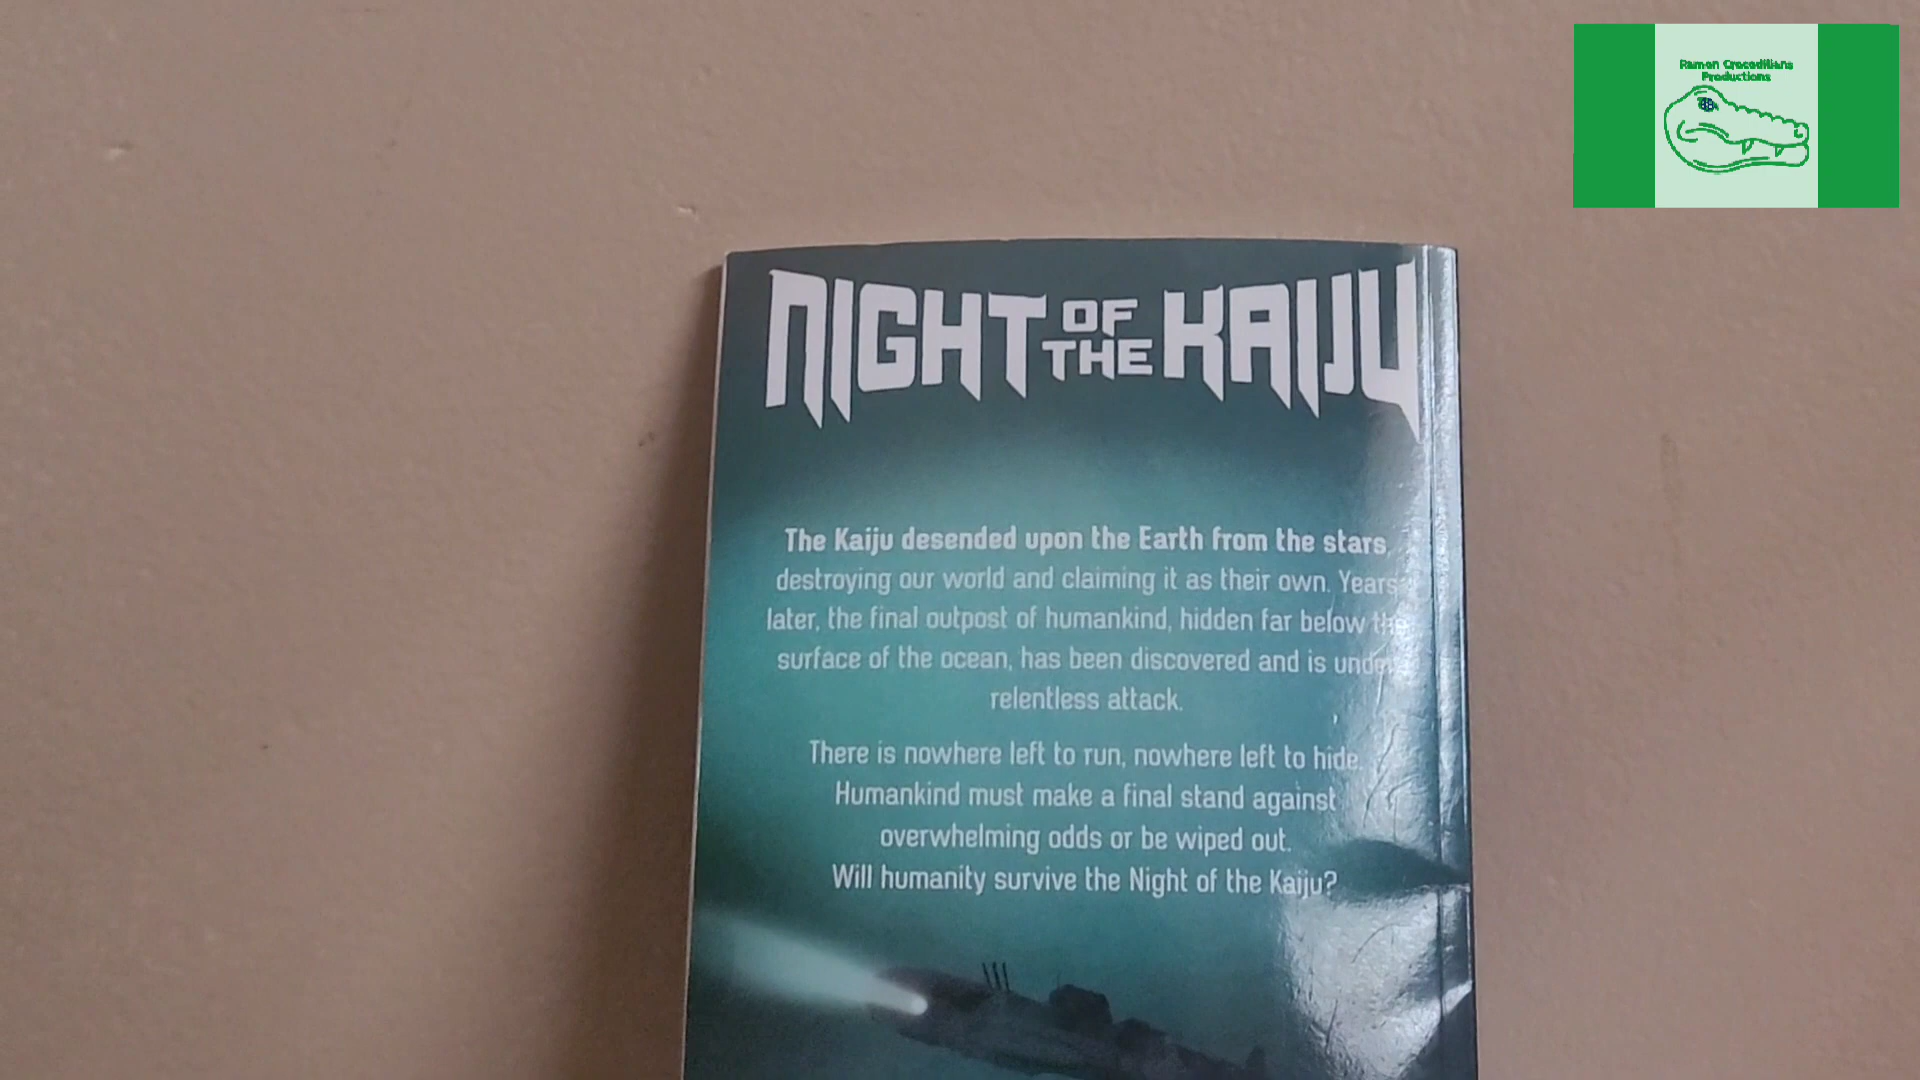 Ramon Crocodilians
Productions
NIGHT OF THE KAIJU
The Kaiju desended upon the Earth from the stars,
destroying our world and claiming it as their own. Years
later, the final outpost of humankind, hidden far below the
surface of the ocean, has been discovered and is under
relentless attack.
There is nowhere left to run, nowhere left to hide.
Humankind must make a final stand against
overwhelming odds or be wiped out.
Will humanity survive the Night of the Kaiju?